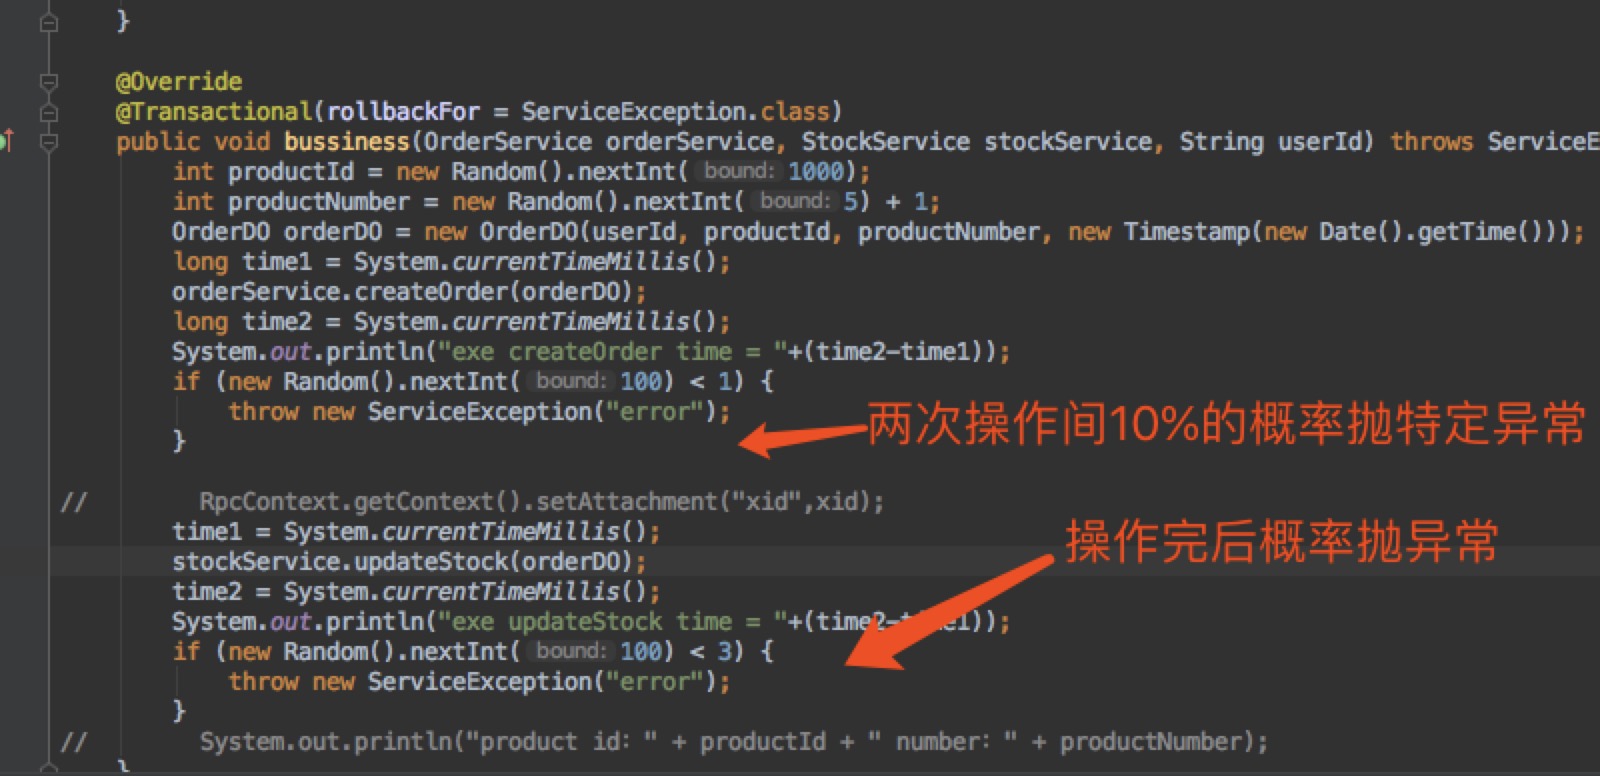 }
@Override
@Transactional(rollbackFor = ServiceException.class)
public void bussiness(OrderService orderService, StockService stockService, String userId) throws ServiceE
int productId = new Random().nextInt( bound: 1000);
int productNumber = new Random().nextInt( bound: 5) + 1;
OrderDO orderDO = new OrderDO(userId, productId, productNumber, new Timestamp(new Date().getTime()));
long time1 = System.currentTimeMillis();
orderService.createOrder(orderDO);
long time2 = System.currentTimeMillis();
System.out.println("exe createOrder time = "+(time2-time1));
if (new Random().nextInt( bound: 100) < 1) {
throw new ServiceException("error");
两次操作间10%的概率抛特定异常
}
// RpcContext.getContext().setAttachment("xid",xid);
time1 = System.currentTimeMillis();
操作完后概率抛异常
stockService.updateStock(orderDO);
time2 = System.currentTimeMillis();
System.out.println("exe updateStock time = "+(time2-time1));
if (new Random().nextInt( bound: 100) < 3) {
throw new ServiceException("error");
}
// System.out.println("product id: " + productId + " number: " + productNumber);
}